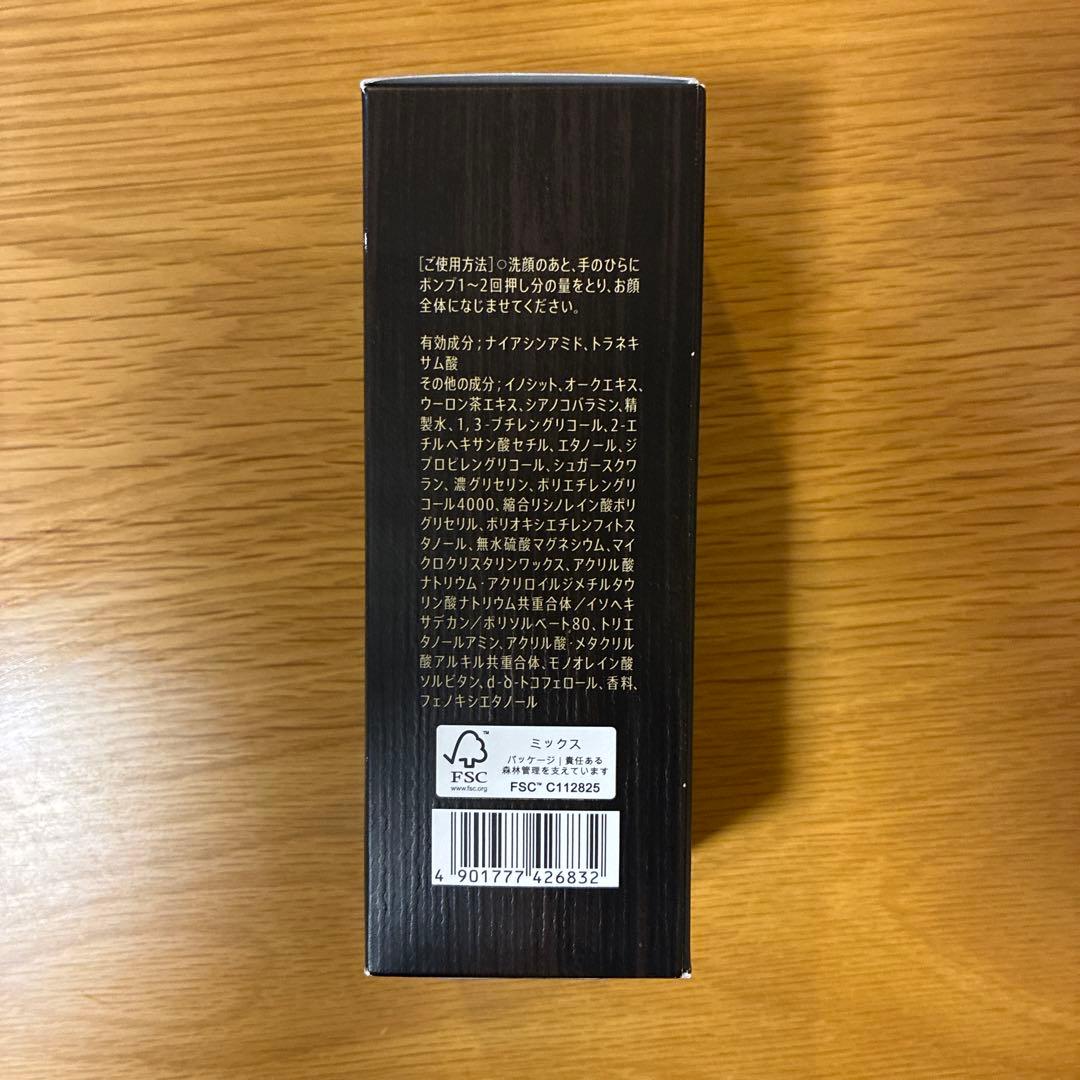 [ご使用方法]○洗顔のあと、手のひらに
ポンプ1〜2回押し分の量をとり、お顔
全体になじませてください。
有効成分;ナイアシンアミド、トラネキ
サム酸
その他の成分;イノシット、オークエキス、
ウーロン茶エキス、シアノコバラミン、精
製水、1,3-ブチレングリコール、2-エ
チルヘキサン酸セチル、エタノール、ジ
プロピレングリコール、シュガースクワ
ラン、濃グリセリン、ポリエチレングリ
コール4000、縮合リシノレイン酸ポリ
グリセリル、ポリオキシエチレンフィトス
タノール、無水硫酸マグネシウム、マイ
クロクリスタリンワックス、アクリル酸
ナトリウム・アクリロイルジメチルタウ
リン酸ナトリウム共重合体/イソヘキ
サデカン/ポリソルベート80、トリエ
タノールアミン、アクリル酸・メタクリル
酸アルキル共重合体、モノオレイン酸
ソルビタン、d-δ-トコフェロール、香料、
フェノキシエタノール
FSC™
www.fsc.org
ミックス
パッケージ|責任ある
森林管理を支えています
FSC™ C112825
4 901777 426832